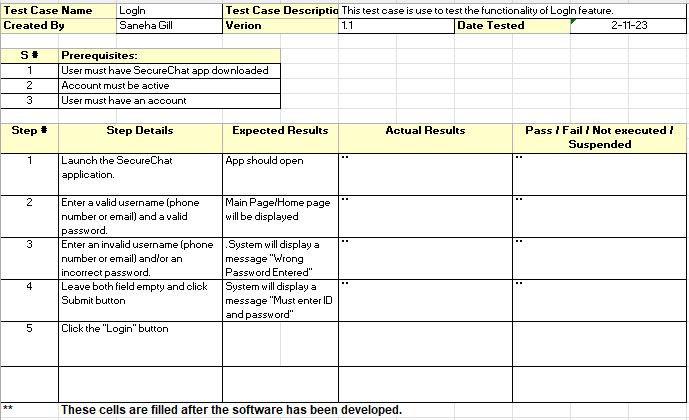 Test Case Name LogIn Test Case Descriptio This test case is use to test the functionality of LogIn feature.
Created By Saneha Gill Verion 1.1 Date Tested 2-11-23
S # Prerequisites:
1 User must have SecureChat app downloaded
2 Account must be active
3 User must have an account
Step # Step Details Expected Results Actual Results Pass / Fail / Not executed /
Suspended
1 Launch the SecureChat App should open ** **
application.
2 Enter a valid username (phone Main Page/Home page ** **
number or email) and a valid will be displayed
password.
3 Enter an invalid username (phone .System will display a ** **
number or email) and/or an message "Wrong
incorrect password. Password Entered"
4 Leave both field empty and click System will display a ** **
Submit button message "Must enter ID
and password"
5 Click the "Login" button
** These cells are filled after the software has been developed.